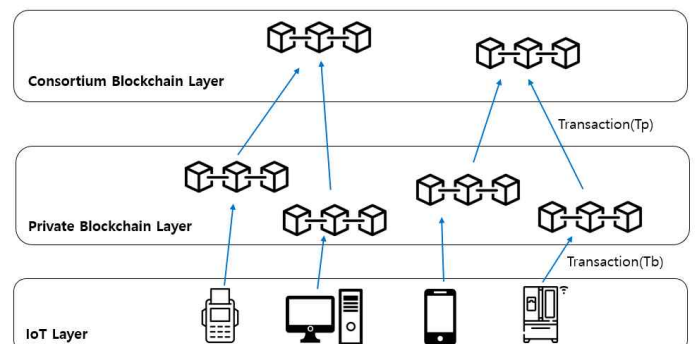 Consortium Blockchain Layer
Transaction(Tp)
Private Blockchain Layer
Transaction(Tb)
IoT Layer